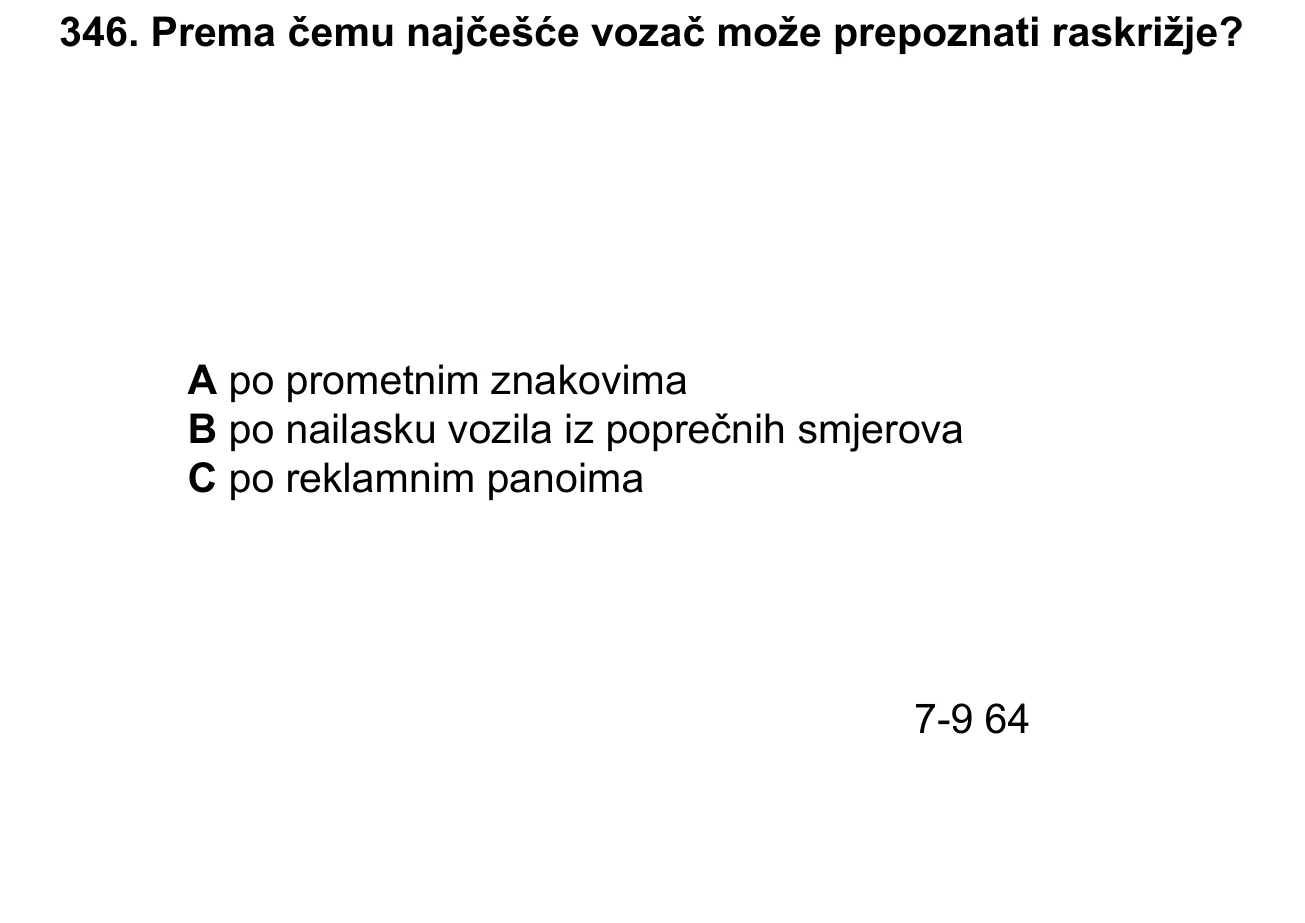 346. Prema čemu najčešće vozač može prepoznati raskrižje?
A po prometnim znakovima
B po nailasku vozila iz poprečnih smjerova
C po reklamnim panoima
7-9 64